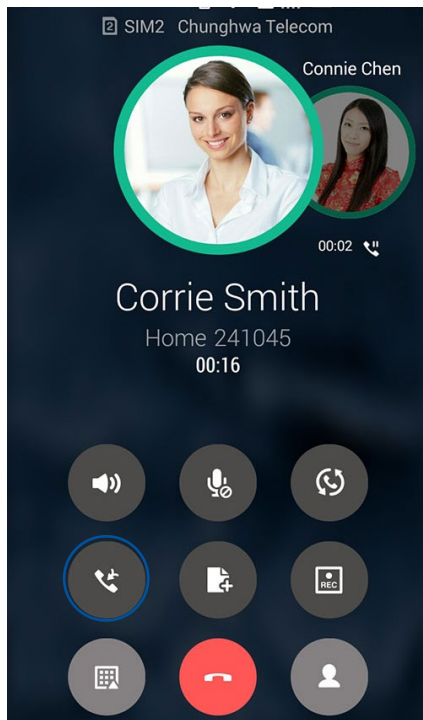 2 SIM2 Chunghwa Telecom
Connie Chen
00:02
Corrie Smith
Home 241045
00:16
REC